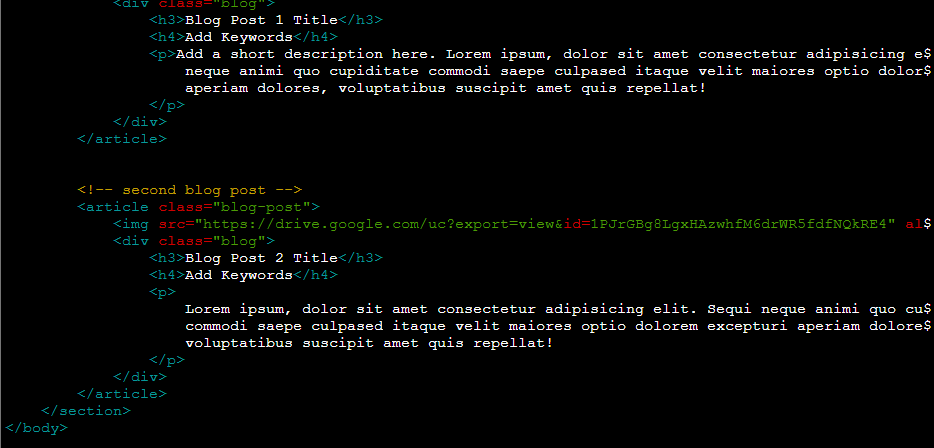 <div class="blog">
<h3>Blog Post 1 Title</h3>
<h4>Add Keywords</h4>
<p>Add a short description here. Lorem ipsum, dolor sit amet consectetur adipisicing e$
neque animi quo cupiditate commodi saepe culpased itaque velit maiores optio dolor$
aperiam dolores, voluptatibus suscipit amet quis repellat!
</p>
</div>
</article>
<!-- second blog post -->
<article class="blog-post">
<img src="https://drive.google.com/uc?export=view&id=1PJrGBg8LgxHAzwhfM6drWR5fdfNQkRE4" al$
<div class="blog">
<h3>Blog Post 2 Title</h3>
<h4>Add Keywords</h4>
<p>
Lorem ipsum, dolor sit amet consectetur adipisicing elit. Sequi neque animi quo cu$
commodi saepe culpased itaque velit maiores optio dolorem excepturi aperiam dolore$
voluptatibus suscipit amet quis repellat!
</p>
</div>
</article>
</section>
</body>